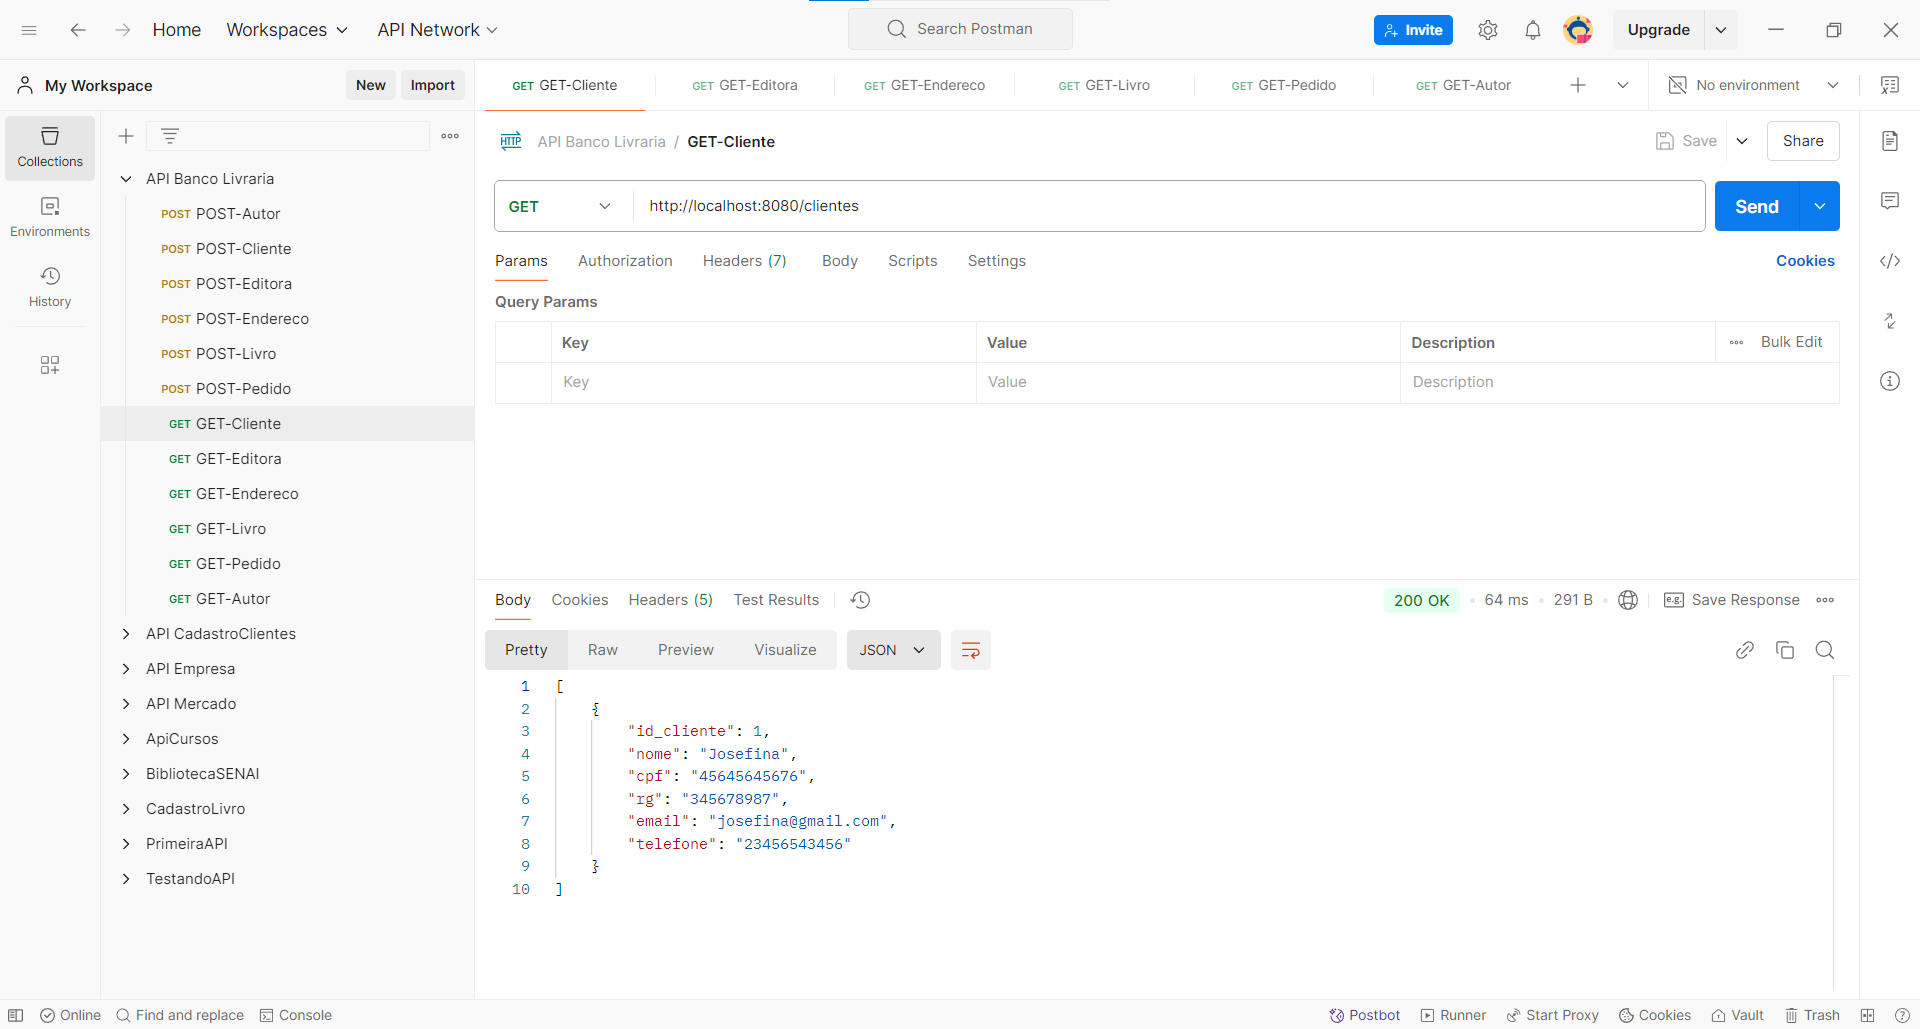 Home Workspaces API Network Search Postman Invite Upgrade
My Workspace New Import GET GET-Cliente GET GET-Editora GET GET-Endereco GET GET-Livro GET GET-Pedido GET GET-Autor No environment
Collections
Environments
History
API Banco Livraria
POST POST-Autor
POST POST-Cliente
POST POST-Editora
POST POST-Endereco
POST POST-Livro
POST POST-Pedido
GET GET-Cliente
GET GET-Editora
GET GET-Endereco
GET GET-Livro
GET GET-Pedido
GET GET-Autor
API CadastroClientes
API Empresa
API Mercado
ApiCursos
BibliotecaSENAI
CadastroLivro
PrimeiraAPI
TestandoAPI
HTTP API Banco Livraria / GET-Cliente Save Share
GET http://localhost:8080/clientes Send
Params Authorization Headers (7) Body Scripts Settings Cookies
Query Params
Key Value Description Bulk Edit
Key Value Description
Body Cookies Headers (5) Test Results 200 OK 64 ms 291 B e.g. Save Response
Pretty Raw Preview Visualize JSON
1 [
2 {
3 "id_cliente": 1,
4 "nome": "Josefina",
5 "cpf": "45645645676",
6 "rg": "345678987",
7 "email": "josefina@gmail.com",
8 "telefone": "23456543456"
9 }
10 ]
Online Find and replace Console Postbot Runner Start Proxy Cookies Vault Trash